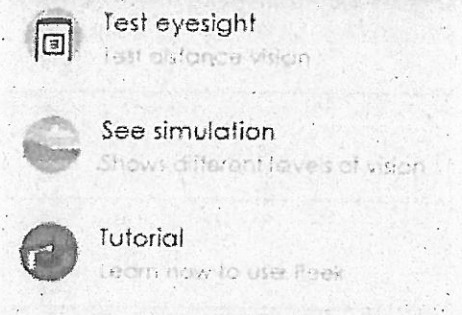 Test eyesight
Test distance vision
See simulation
Shows different levels of vision
Tutorial
Learn how to use Peek